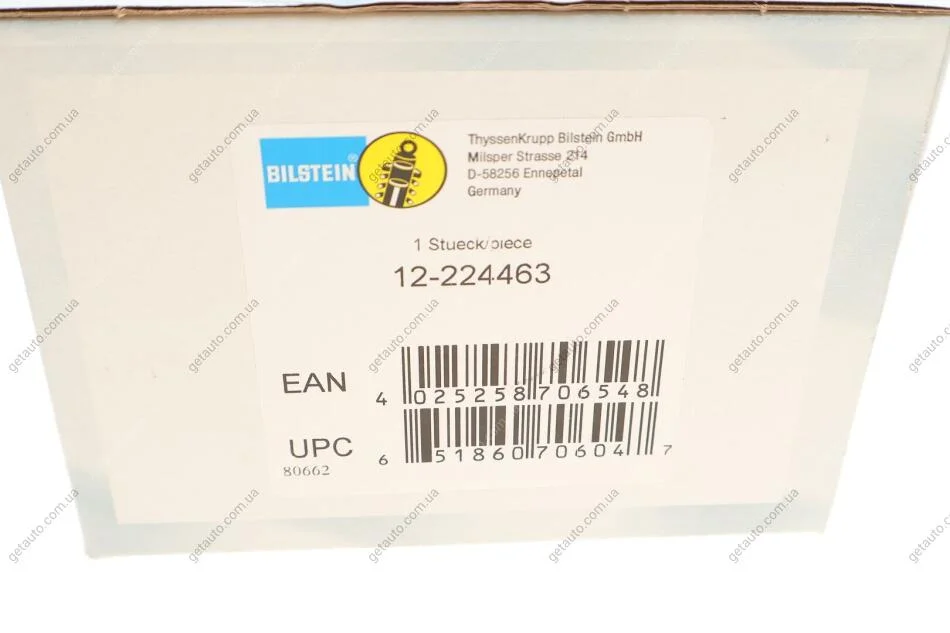 BILSTEIN®
ThyssenKrupp Bilstein GmbH
Milsper Strasse 214
D-58256 Ennepetal
Germany
1 Stueck/piece
12-224463
EAN
4 025258 706548
UPC
80662
6 51860 70604 7
getauto.com.ua